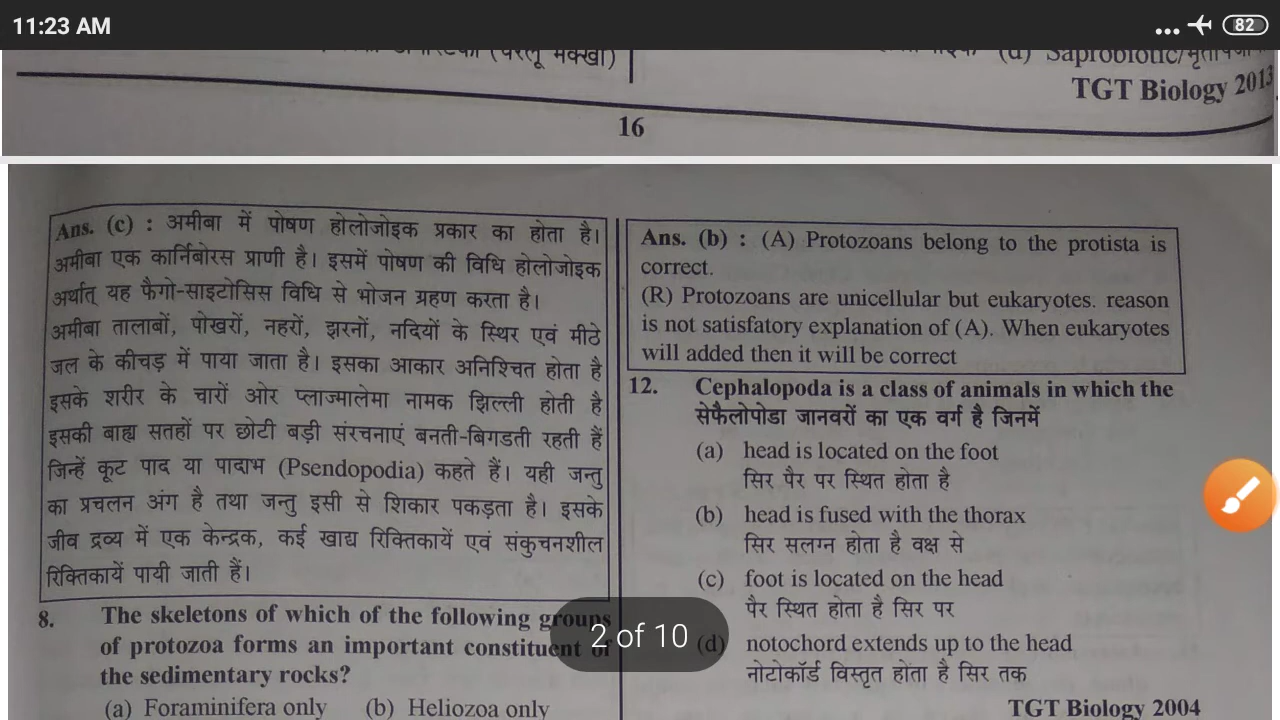 11:23 AM
82
(घरेलू मक्खी)
(d) Saprobiotic/
TGT Biology 2013
16
Ans. (c) : अमीबा में पोषण होलोजोइक प्रकार का होता है।
अमीबा एक कार्निबोरस प्राणी है। इसमें पोषण की विधि होलोजोइक
अर्थात् यह फैगो-साइटोसिस विधि से भोजन ग्रहण करता है।
अमीबा तालाबों, पोखरों, नहरों, झरनों, नदियों के स्थिर एवं मीठे
जल के कीचड़ में पाया जाता है। इसका आकार अनिश्चित होता है
इसके शरीर के चारों ओर प्लाज्मालेमा नामक झिल्ली होती है
इसकी बाह्य सतहों पर छोटी बड़ी संरचनाएं बनती-बिगडती रहती हैं
जिन्हें कूट पाद या पादाभ (Psendopodia) कहते हैं। यही जन्तु
का प्रचलन अंग है तथा जन्तु इसी से शिकार पकड़ता है। इसके
जीव द्रव्य में एक केन्द्रक, कई खाद्य रिक्तिकायें एवं संकुचनशील
रिक्तिकायें पायी जाती हैं।
8. The skeletons of which of the following groups
of protozoa forms an important constituent of
the sedimentary rocks?
(a) Foraminifera only (b) Heliozoa only
Ans. (b) : (A) Protozoans belong to the protista is
correct.
(R) Protozoans are unicellular but eukaryotes. reason
is not satisfatory explanation of (A). When eukaryotes
will added then it will be correct
12. Cephalopoda is a class of animals in which the
सेफैलोपोडा जानवरों का एक वर्ग है जिनमें
(a) head is located on the foot
सिर पैर पर स्थित होता है
(b) head is fused with the thorax
सिर सलग्न होता है वक्ष से
(c) foot is located on the head
पैर स्थित होता है सिर पर
(d) notochord extends up to the head
नोटोकॉर्ड विस्तृत होंता है सिर तक
TGT Biology 2004
2 of 10